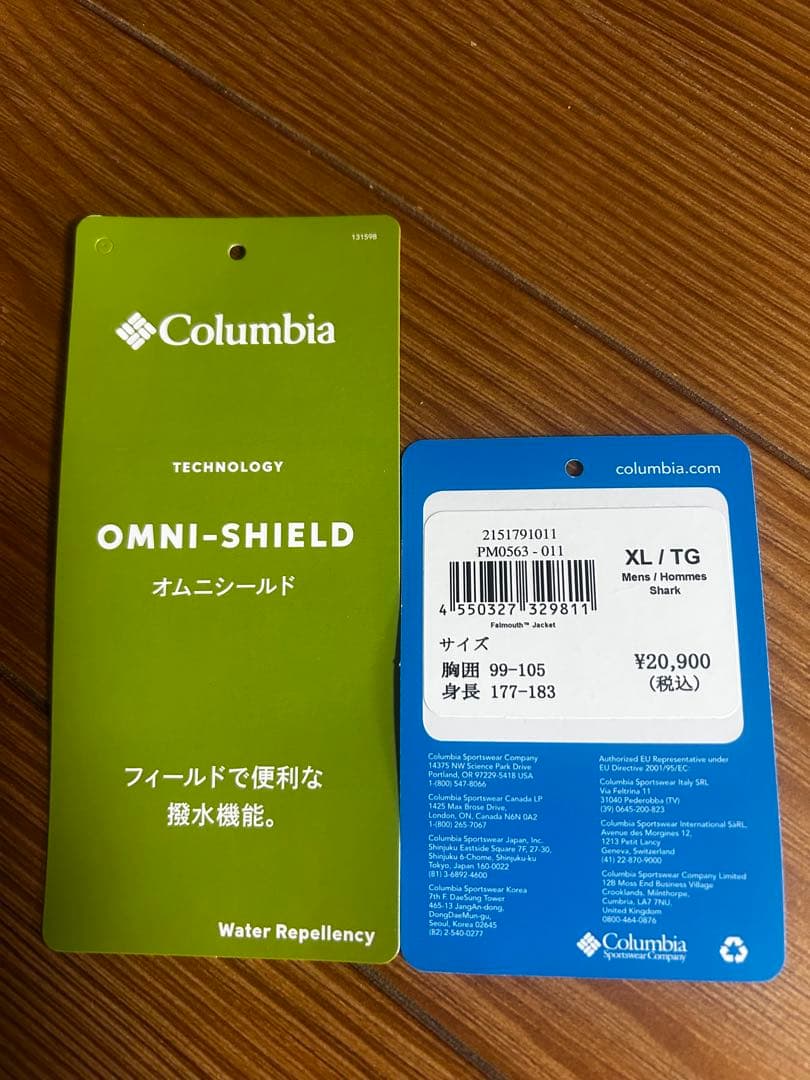 131598
Columbia
TECHNOLOGY
OMNI-SHIELD
オムニシールド
フィールドで便利な
撥水機能。
Water Repellency
columbia.com
2151791011
PM0563 - 011
4 550327 329811
Falmouth™ Jacket
XL / TG
Mens / Hommes
Shark
サイズ
胸囲 99-105
身長 177-183
¥20,900
(税込)
Columbia Sportswear Company
14375 NW Science Park Drive
Portland, OR 97229-5418 USA
1-(800) 547-8066
Columbia Sportswear Canada LP
1425 Max Brose Drive,
London, ON, Canada N6N 0A2
1-(800) 265-7067
Columbia Sportswear Japan, Inc.
Shinjuku Eastside Square 7F, 27-30,
Shinjuku 6-Chome, Shinjuku-ku
Tokyo, Japan 160-0022
(81) 3-6892-4600
Columbia Sportswear Korea
7th F. DaeSung Tower
465-13 JangAn-dong,
DongDaeMun-gu,
Seoul, Korea 02645
(82) 2-540-0277
Authorized EU Representative under
EU Directive 2001/95/EC:
Columbia Sportswear Italy SRL
Via Feltrina 11
31040 Pederobba (TV)
(39) 0645-200-823
Columbia Sportswear International SàRL,
Avenue des Morgines 12,
1213 Petit Lancy
Geneva, Switzerland
(41) 22-870-9000
Columbia Sportswear Company Limited
12B Moss End Business Village
Crooklands, Milnthorpe,
Cumbria, LA7 7NU,
United Kingdom
0800-464-0876
Columbia
Sportswear Company